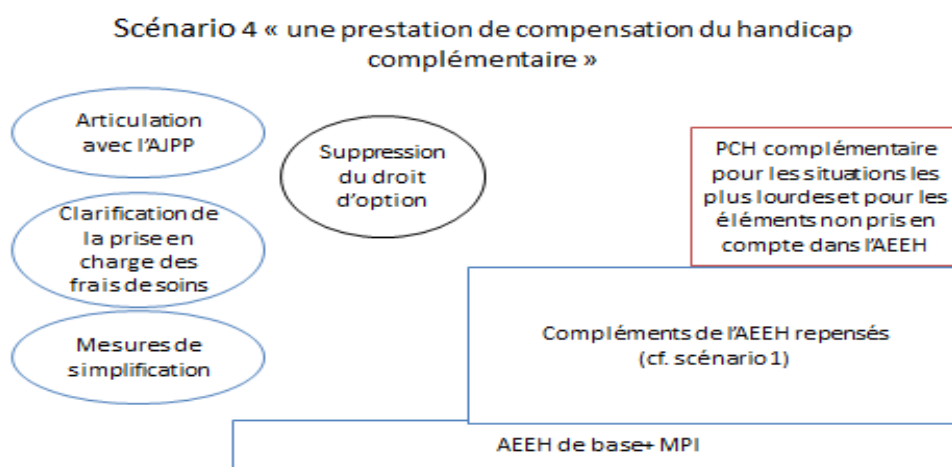 Scénario 4 « une prestation de compensation du handicap
complémentaire »
Articulation
avec l'AJPP
Clarification de
la prise en
charge des
frais de soins
Mesures de
simplification
Suppression
du droit
d'option
PCH complémentaire
pour les situations les
plus lourdes et pour les
éléments non pris en
compte dans l'AEEH
Compléments de l'AEEH repensés
(cf. scénario 1)
AEEH de base+ MPI